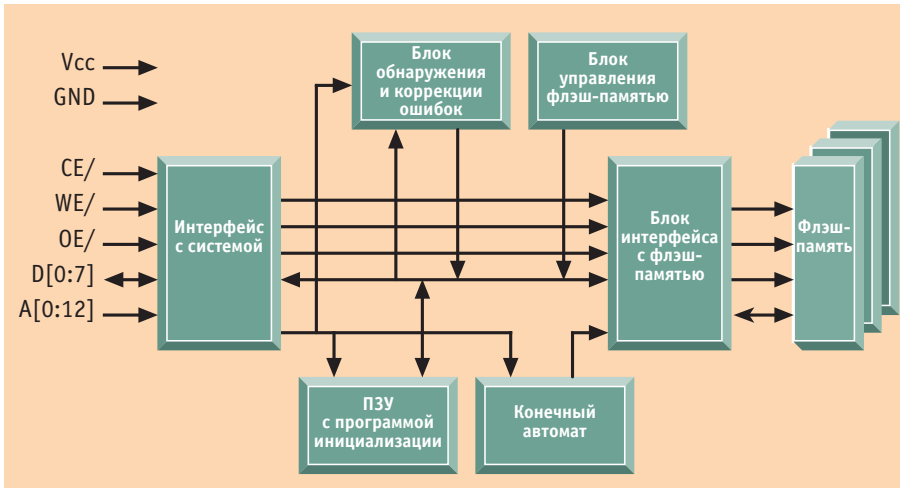 Vcc
GND
CE/
WE/
OE/
D[0:7]
A[0:12]
Интерфейс
с системой
Блок
обнаружения
и коррекции
ошибок
Блок
управления
флэш-памятью
Блок
интерфейса
с флэш-
памятью
Флэш-
память
ПЗУ
с программой
инициализации
Конечный
автомат